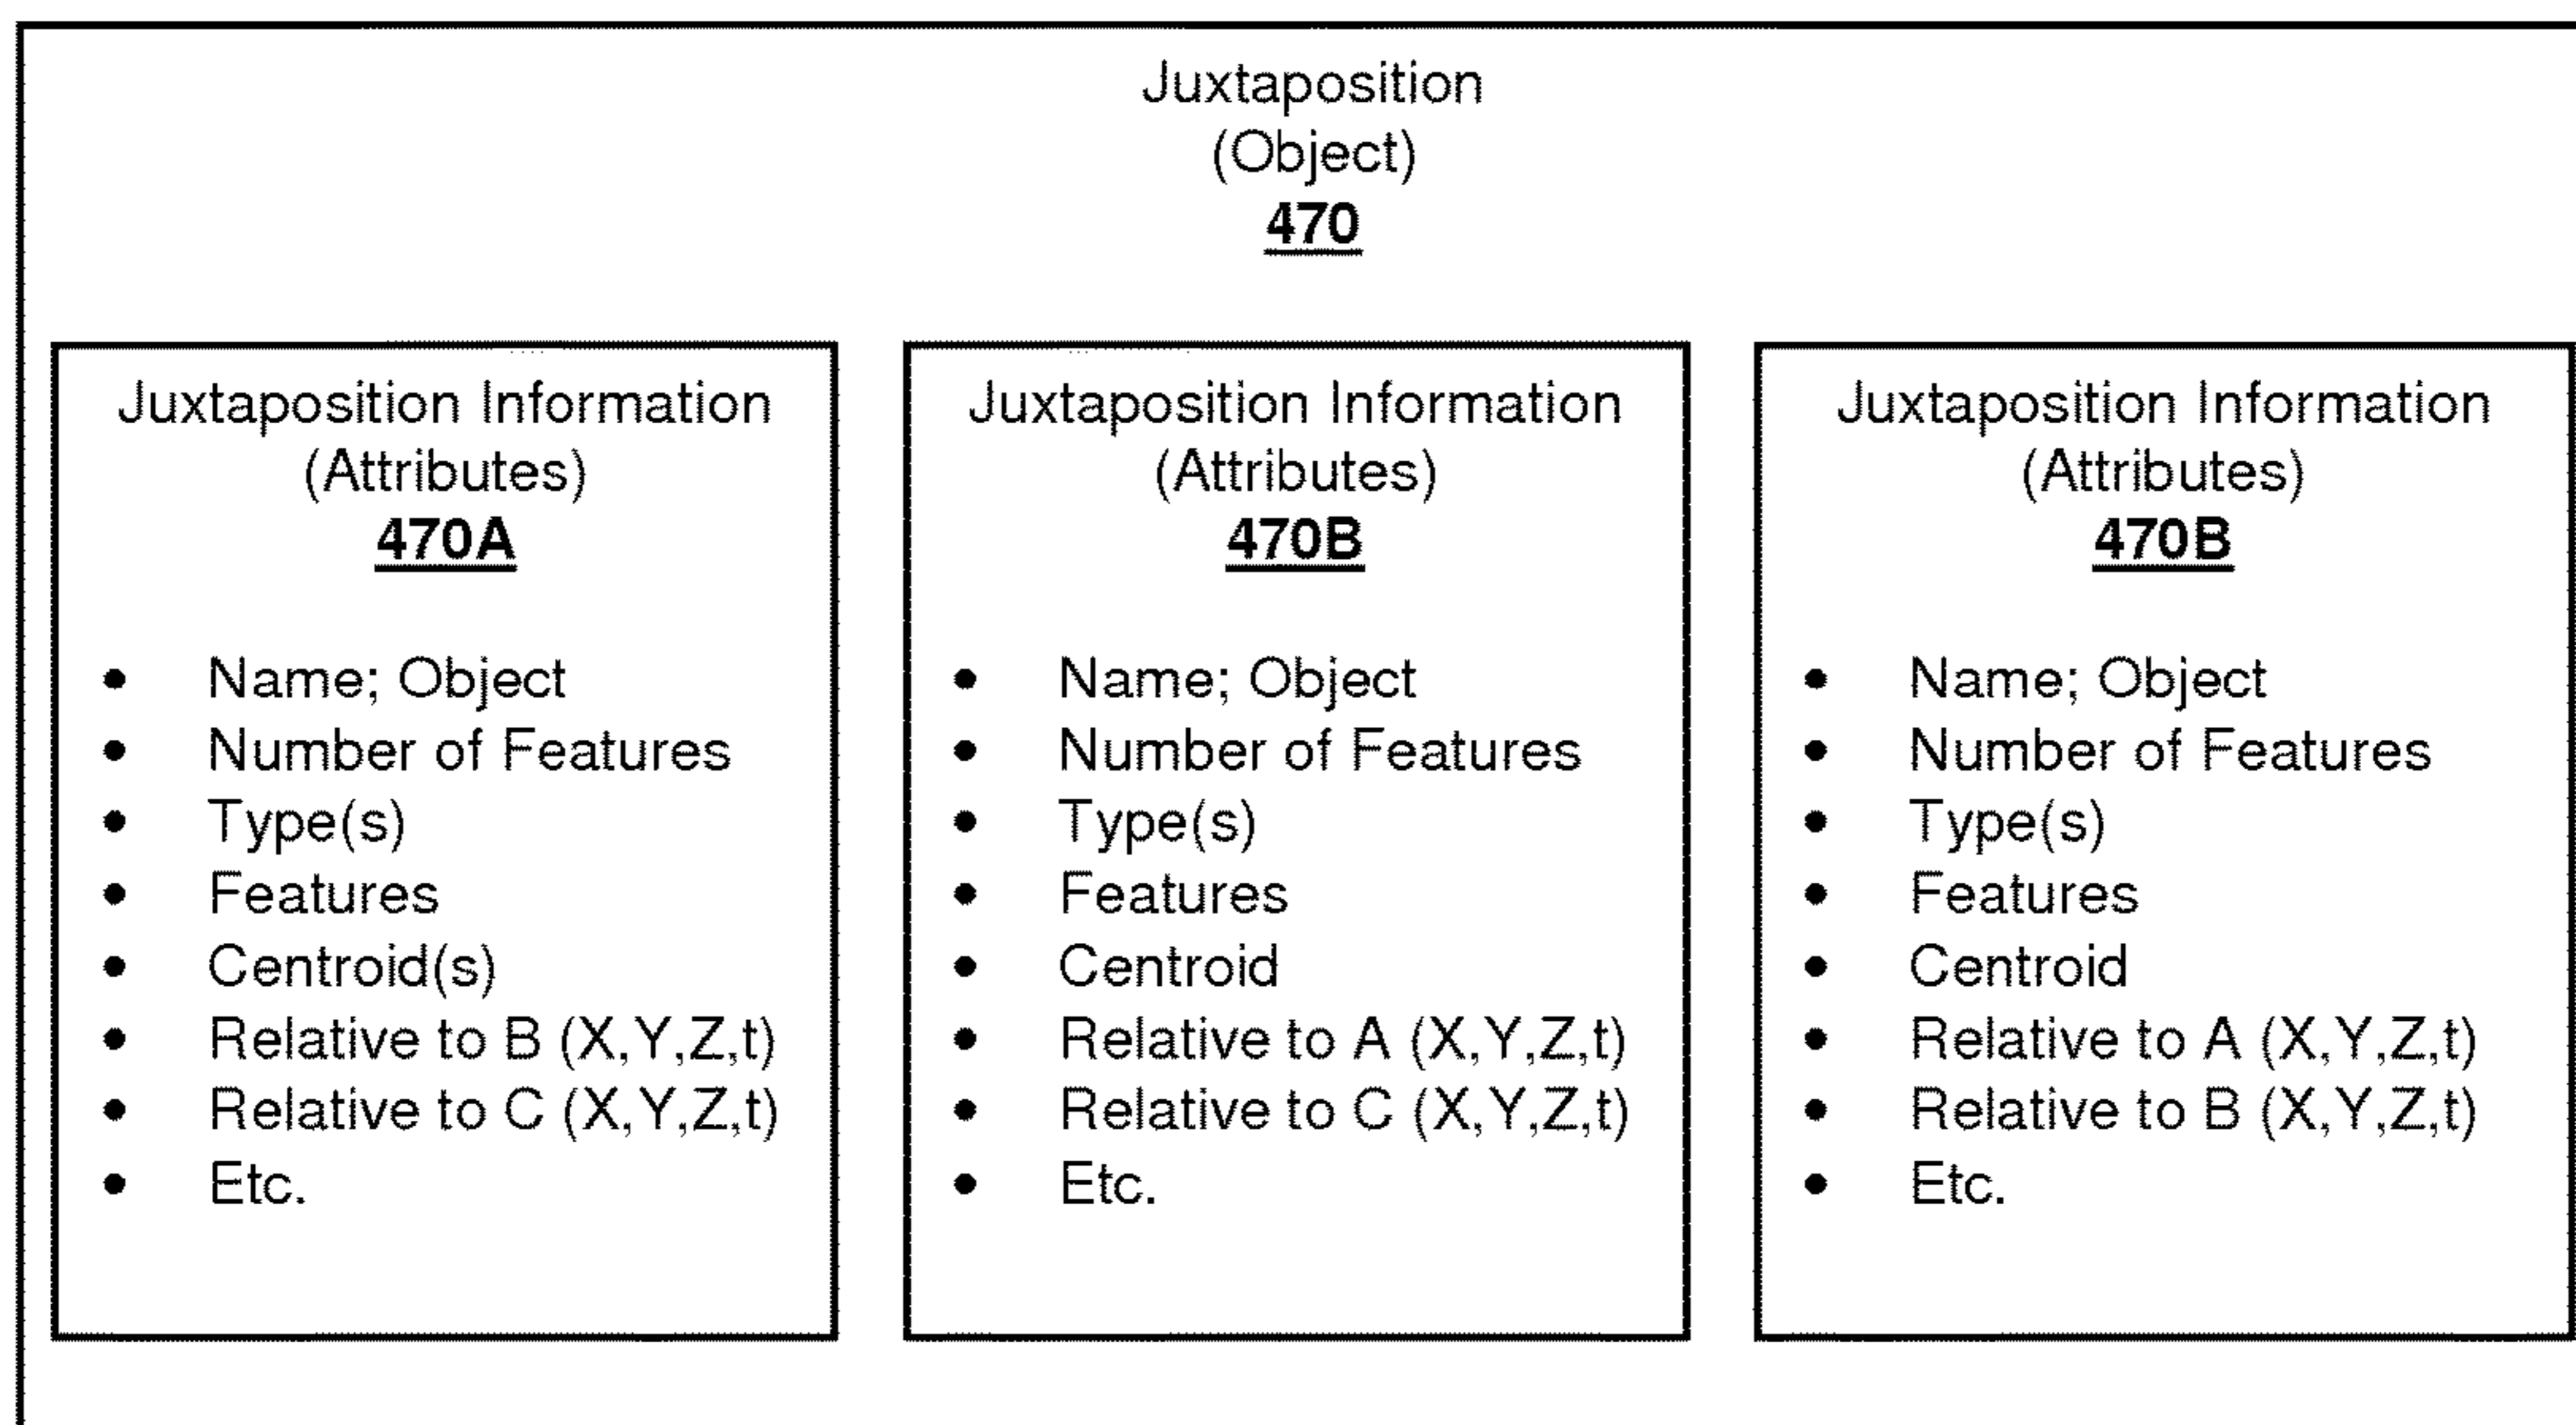 Juxtaposition
(Object)
470
Juxtaposition Information
(Attributes)
470A
• Name; Object
• Number of Features
• Type(s)
• Features
• Centroid(s)
• Relative to B (X,Y,Z,t)
• Relative to C (X,Y,Z,t)
• Etc.
Juxtaposition Information
(Attributes)
470B
• Name; Object
• Number of Features
• Type(s)
• Features
• Centroid
• Relative to A (X,Y,Z,t)
• Relative to C (X,Y,Z,t)
• Etc.
Juxtaposition Information
(Attributes)
470B
• Name; Object
• Number of Features
• Type(s)
• Features
• Centroid
• Relative to A (X,Y,Z,t)
• Relative to B (X,Y,Z,t)
• Etc.